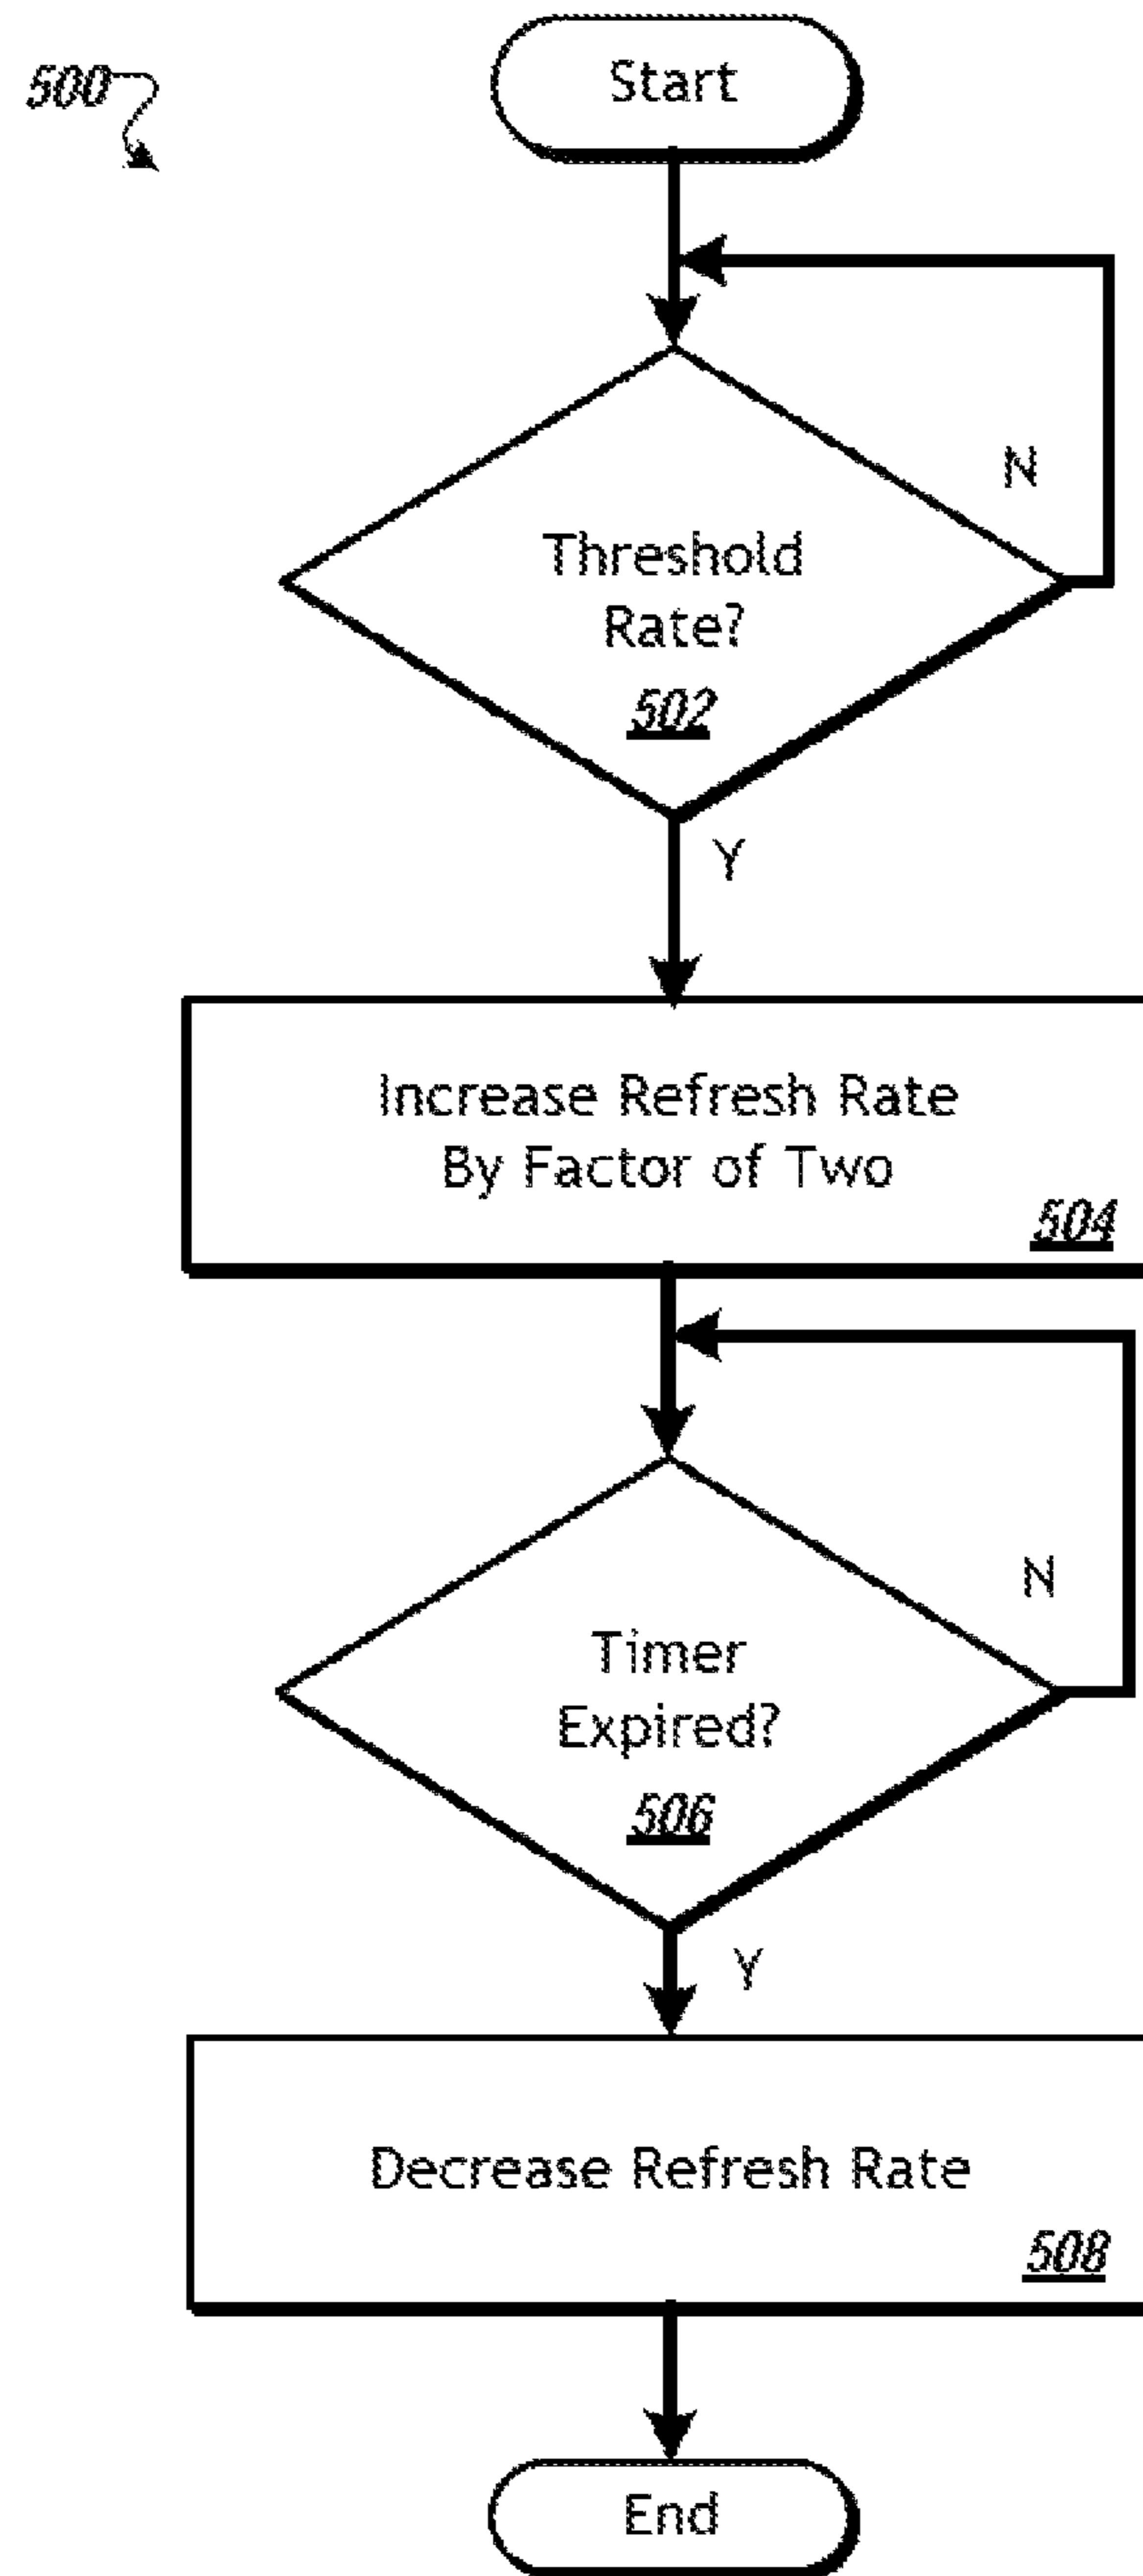 500
Start
N
Threshold
Rate?
502
Y
Increase Refresh Rate
By Factor of Two
504
N
Timer
Expired?
506
Y
Decrease Refresh Rate
508
End